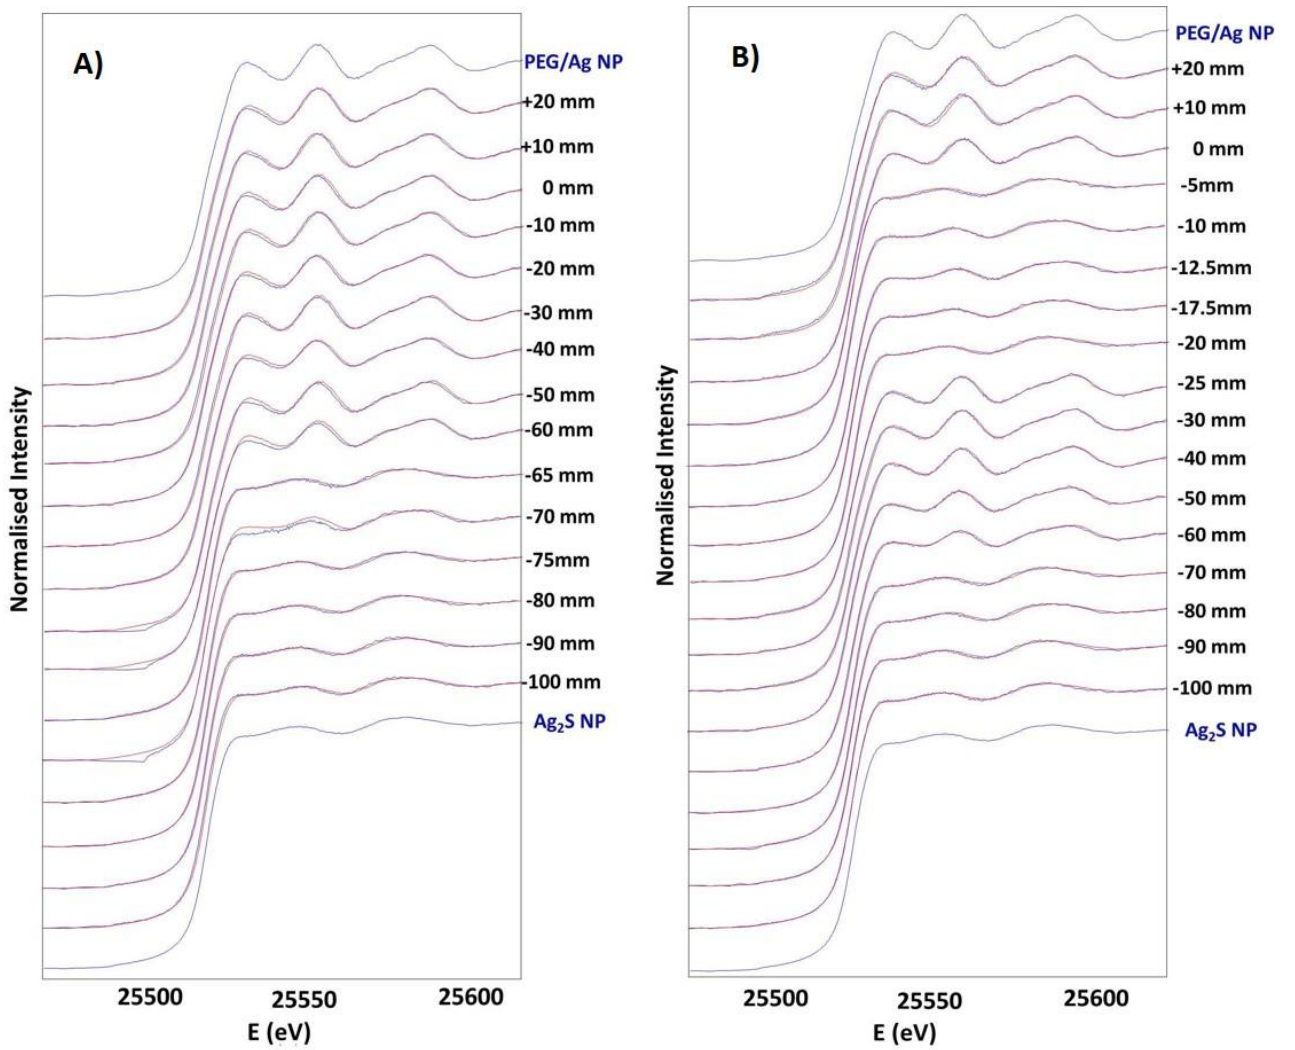 A)
PEG/Ag NP
+20 mm
+10 mm
0 mm
-10 mm
-20 mm
-30 mm
-40 mm
-50 mm
-60 mm
-65 mm
-70 mm
-75mm
-80 mm
-90 mm
-100 mm
Ag₂S NP
Normalised Intensity
25500 25550 25600
E (eV)
B)
PEG/Ag NP
+20 mm
+10 mm
0 mm
-5mm
-10 mm
-12.5mm
-17.5mm
-20 mm
-25 mm
-30 mm
-40 mm
-50 mm
-60 mm
-70 mm
-80 mm
-90 mm
-100 mm
Ag₂S NP
Normalised Intensity
25500 25550 25600
E (eV)